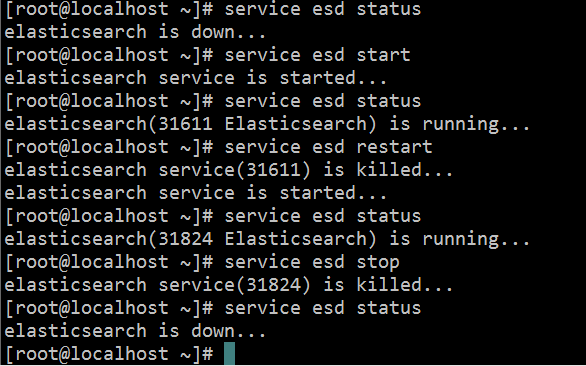 [root@localhost ~]# service esd status
elasticsearch is down...
[root@localhost ~]# service esd start
elasticsearch service is started...
[root@localhost ~]# service esd status
elasticsearch(31611 Elasticsearch) is running...
[root@localhost ~]# service esd restart
elasticsearch service(31611) is killed...
elasticsearch service is started...
[root@localhost ~]# service esd status
elasticsearch(31824 Elasticsearch) is running...
[root@localhost ~]# service esd stop
elasticsearch service(31824) is killed...
[root@localhost ~]# service esd status
elasticsearch is down...
[root@localhost ~]#